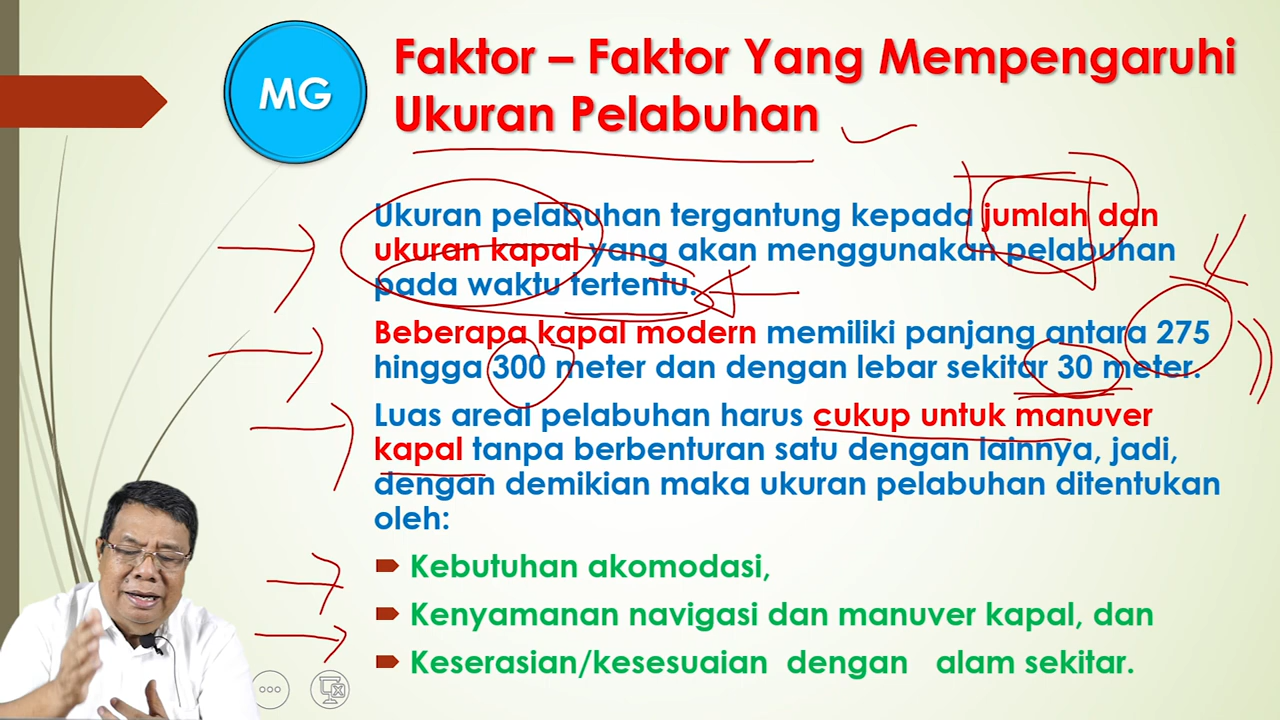 MG
Faktor – Faktor Yang Mempengaruhi
Ukuran Pelabuhan
Ukuran pelabuhan tergantung kepada jumlah dan
ukuran kapal yang akan menggunakan pelabuhan
pada waktu tertentu.
Beberapa kapal modern memiliki panjang antara 275
hingga 300 meter dan dengan lebar sekitar 30 meter.
Luas areal pelabuhan harus cukup untuk manuver
kapal tanpa berbenturan satu dengan lainnya, jadi,
dengan demikian maka ukuran pelabuhan ditentukan
oleh:
Kebutuhan akomodasi,
Kenyamanan navigasi dan manuver kapal, dan
Keserasian/kesesuaian dengan alam sekitar.